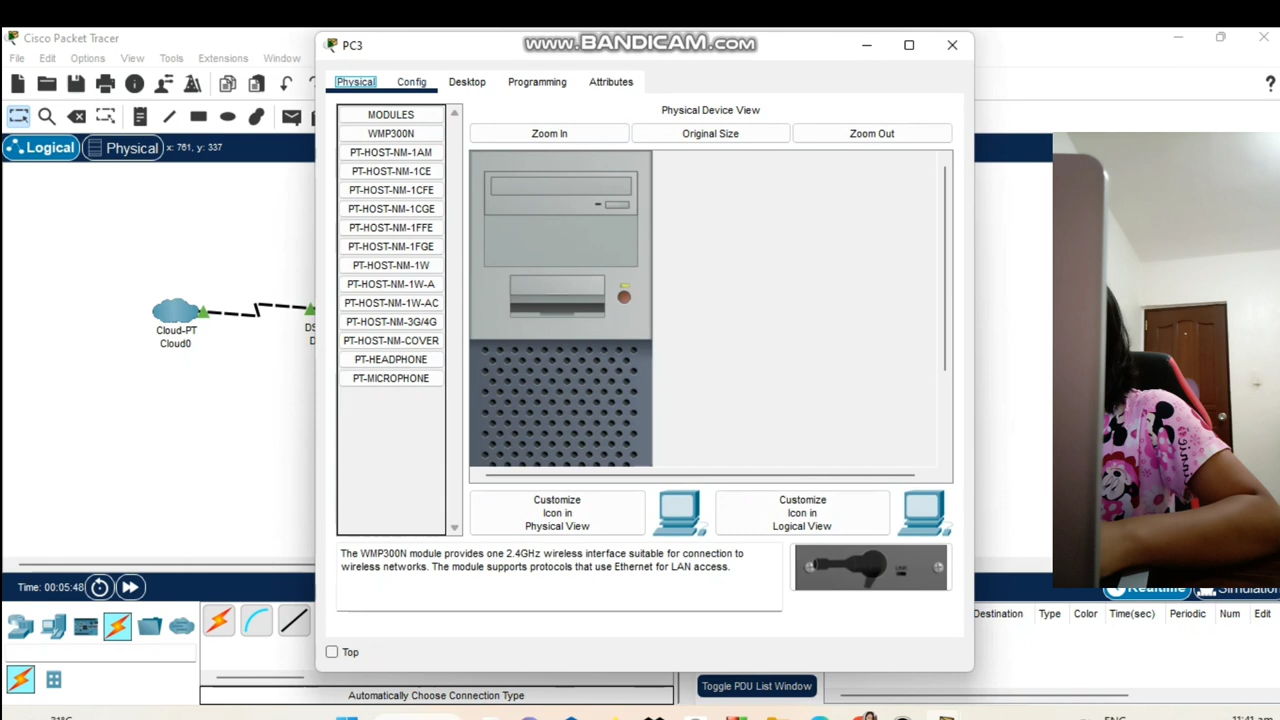 Cisco Packet Tracer
PC3
www.BANDICAM.com
File Edit Options View Tools Extensions Window
Physical Config Desktop Programming Attributes
?
MODULES
WMP300N
PT-HOST-NM-1AM
PT-HOST-NM-1CE
PT-HOST-NM-1CFE
PT-HOST-NM-1CGE
PT-HOST-NM-1FFE
PT-HOST-NM-1FGE
PT-HOST-NM-1W
PT-HOST-NM-1W-A
PT-HOST-NM-1W-AC
PT-HOST-NM-3G/4G
PT-HOST-NM-COVER
PT-HEADPHONE
PT-MICROPHONE
Physical Device View
Zoom In Original Size Zoom Out
Logical Physical x: 761, y: 337
Cloud-PT
Cloud0
DS
D
Customize
Icon in
Physical View
Customize
Icon in
Logical View
The WMP300N module provides one 2.4GHz wireless interface suitable for connection to
wireless networks. The module supports protocols that use Ethernet for LAN access.
LINK
Top
Time: 00:05:48
Realtime Simulation
Destination Type Color Time(sec) Periodic Num Edit
Automatically Choose Connection Type
Toggle PDU List Window
31°C
ENG
11:41 am